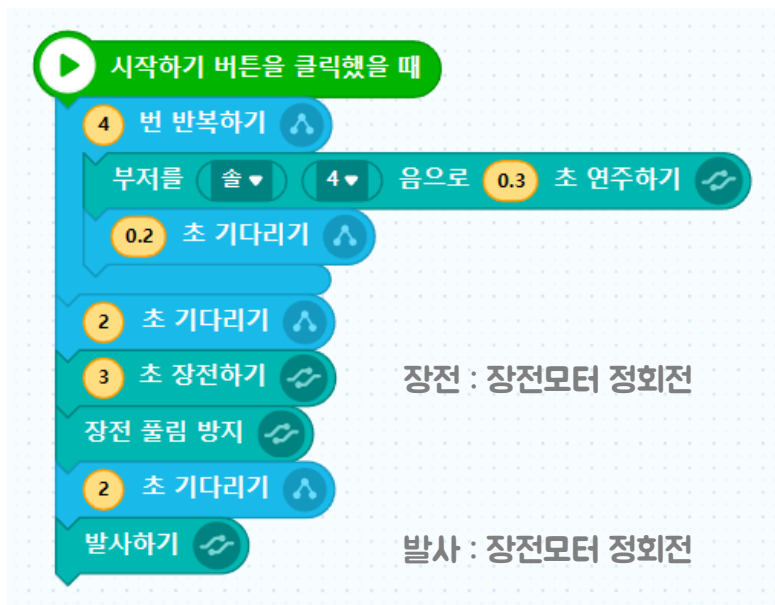 시작하기 버튼을 클릭했을 때
4 번 반복하기
부저를 솔 4 음으로 0.3 초 연주하기
0.2 초 기다리기
2 초 기다리기
3 초 장전하기 장전 : 장전모터 정회전
장전 풀림 방지
2 초 기다리기
발사하기 발사 : 장전모터 정회전